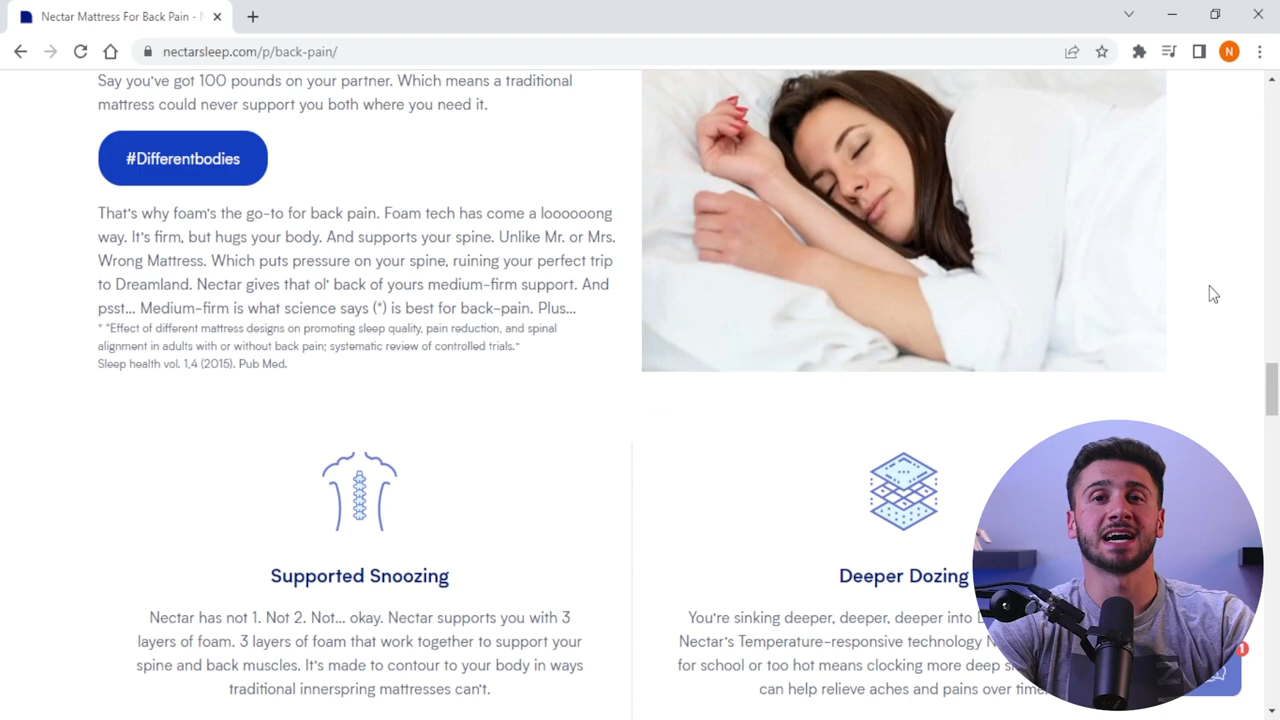 Nectar Mattress For Back Pain -
nectarsleep.com/p/back-pain/
N
Say you've got 100 pounds on your partner. Which means a traditional
mattress could never support you both where you need it.
#Differentbodies
That's why foam's the go-to for back pain. Foam tech has come a loooooong
way. It's firm, but hugs your body. And supports your spine. Unlike Mr. or Mrs.
Wrong Mattress. Which puts pressure on your spine, ruining your perfect trip
to Dreamland. Nectar gives that ol' back of yours medium-firm support. And
psst... Medium-firm is what science says (*) is best for back-pain. Plus...
* "Effect of different mattress designs on promoting sleep quality, pain reduction, and spinal
alignment in adults with or without back pain; systematic review of controlled trials."
Sleep health vol. 1,4 (2015). Pub Med.
Supported Snoozing
Nectar has not 1. Not 2. Not... okay. Nectar supports you with 3
layers of foam. 3 layers of foam that work together to support your
spine and back muscles. It's made to contour to your body in ways
traditional innerspring mattresses can't.
Deeper Dozing
You're sinking deeper, deeper, deeper into
Nectar's Temperature-responsive technology
for school or too hot means clocking more deep
can help relieve aches and pains over time.
1